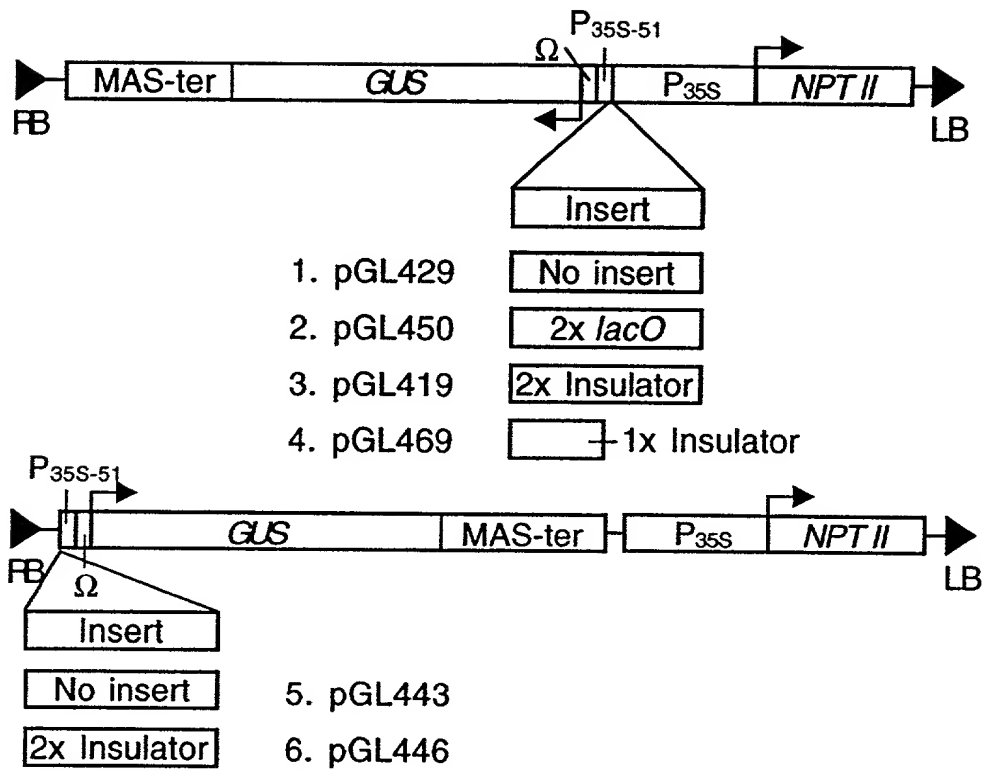 P35S-51
Ω
MAS-ter GUS P35S NPT II
RB LB
Insert
1. pGL429 No insert
2. pGL450 2x lacO
3. pGL419 2x Insulator
4. pGL469 1x Insulator
P35S-51
GUS MAS-ter P35S NPT II
RB Ω LB
Insert
No insert 5. pGL443
2x Insulator 6. pGL446